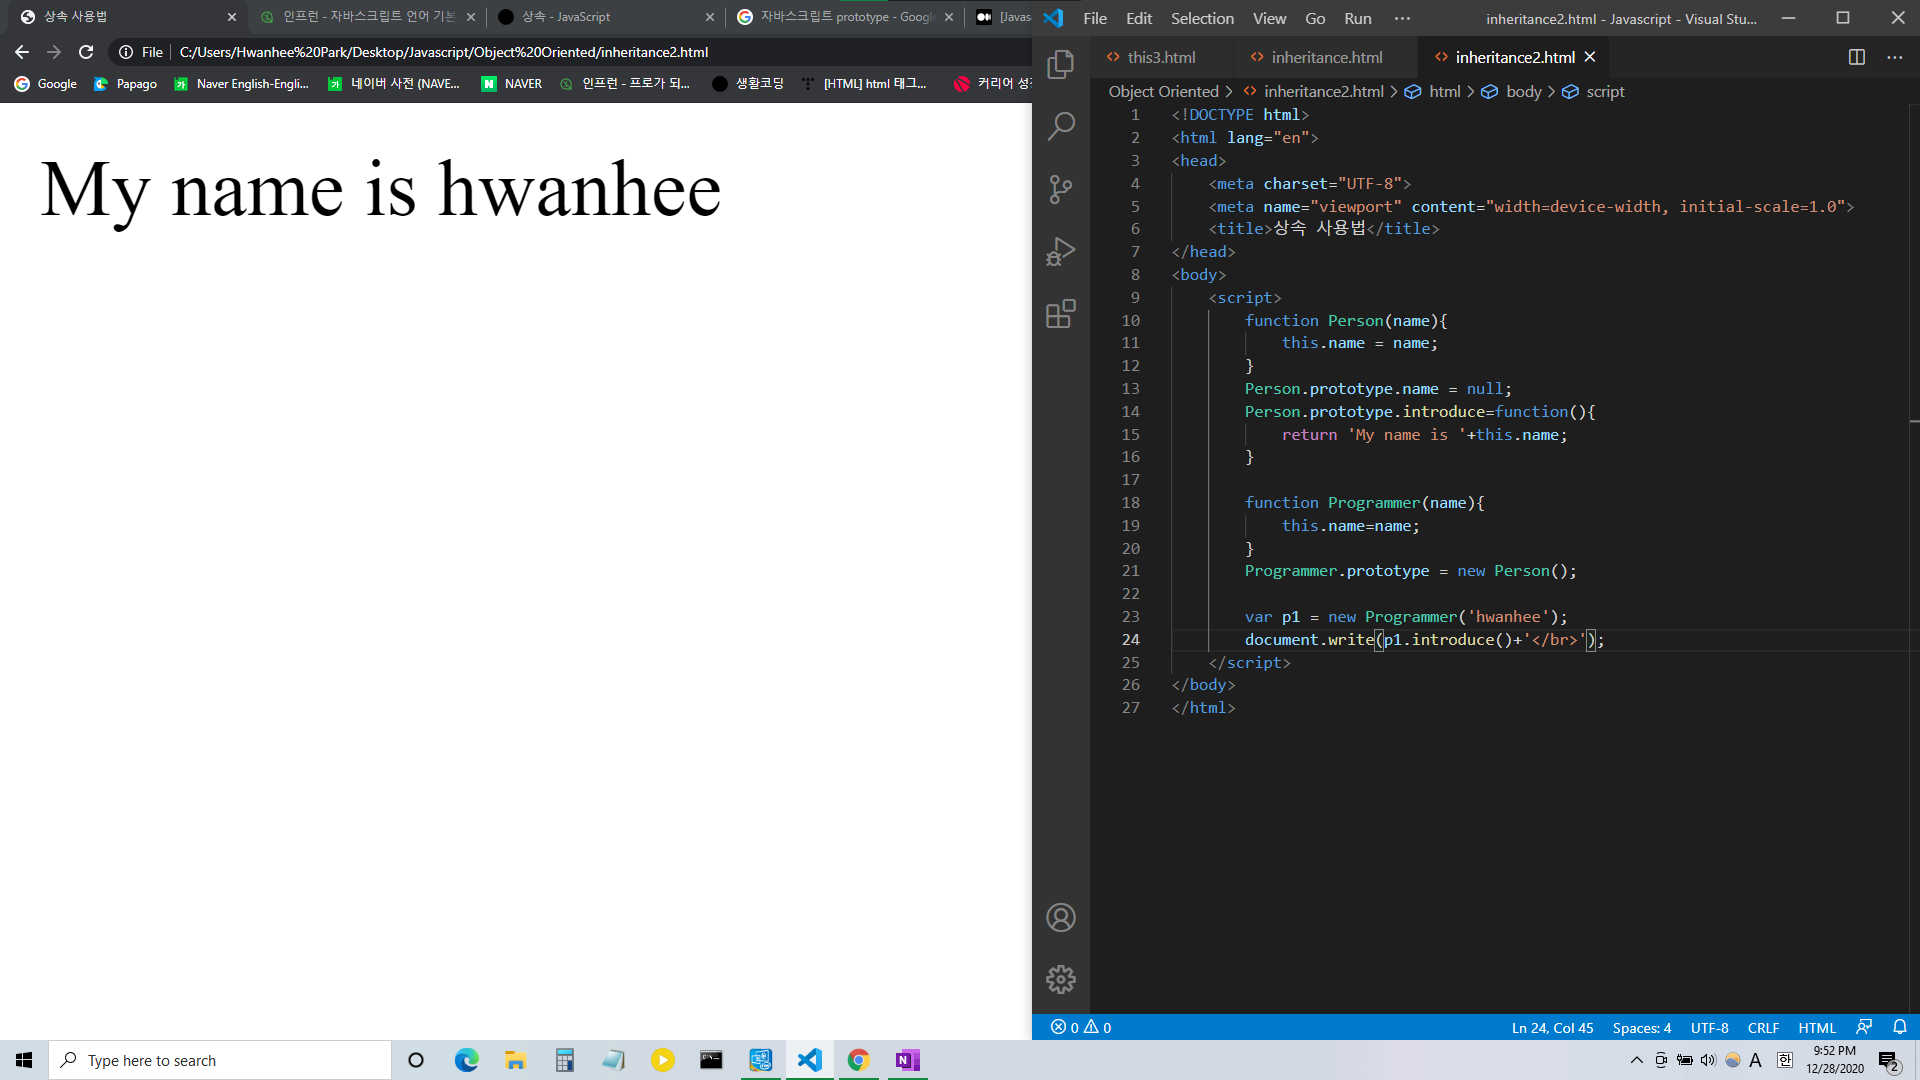 상속 사용법
인프런 - 자바스크립트 언어 기본
상속 - JavaScript
자바스크립트 prototype - Google
[Javasc
File C:/Users/Hwanhee%20Park/Desktop/Javascript/Object%20Oriented/inheritance2.html
Google Papago Naver English-Engli... 네이버 사전 (NAVE... NAVER 인프런 - 프로가 되... 생활코딩 [HTML] html 태그... 커리어 성장
My name is hwanhee
File Edit Selection View Go Run ··· inheritance2.html - Javascript - Visual Stu...
this3.html inheritance.html inheritance2.html
Object Oriented > inheritance2.html > html > body > script
1 <!DOCTYPE html>
2 <html lang="en">
3 <head>
4 <meta charset="UTF-8">
5 <meta name="viewport" content="width=device-width, initial-scale=1.0">
6 <title>상속 사용법</title>
7 </head>
8 <body>
9 <script>
10 function Person(name){
11 this.name = name;
12 }
13 Person.prototype.name = null;
14 Person.prototype.introduce=function(){
15 return 'My name is '+this.name;
16 }
17
18 function Programmer(name){
19 this.name=name;
20 }
21 Programmer.prototype = new Person();
22
23 var p1 = new Programmer('hwanhee');
24 document.write(p1.introduce()+'</br>');
25 </script>
26 </body>
27 </html>
0 0 Ln 24, Col 45 Spaces: 4 UTF-8 CRLF HTML
Type here to search
A 한 9:52 PM
12/28/2020
2